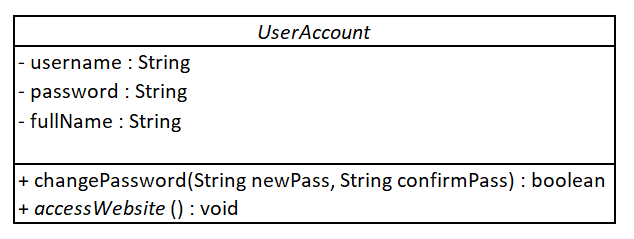 UserAccount
- username : String
- password : String
- fullName : String
+ changePassword(String newPass, String confirmPass) : boolean
+ accessWebsite () : void